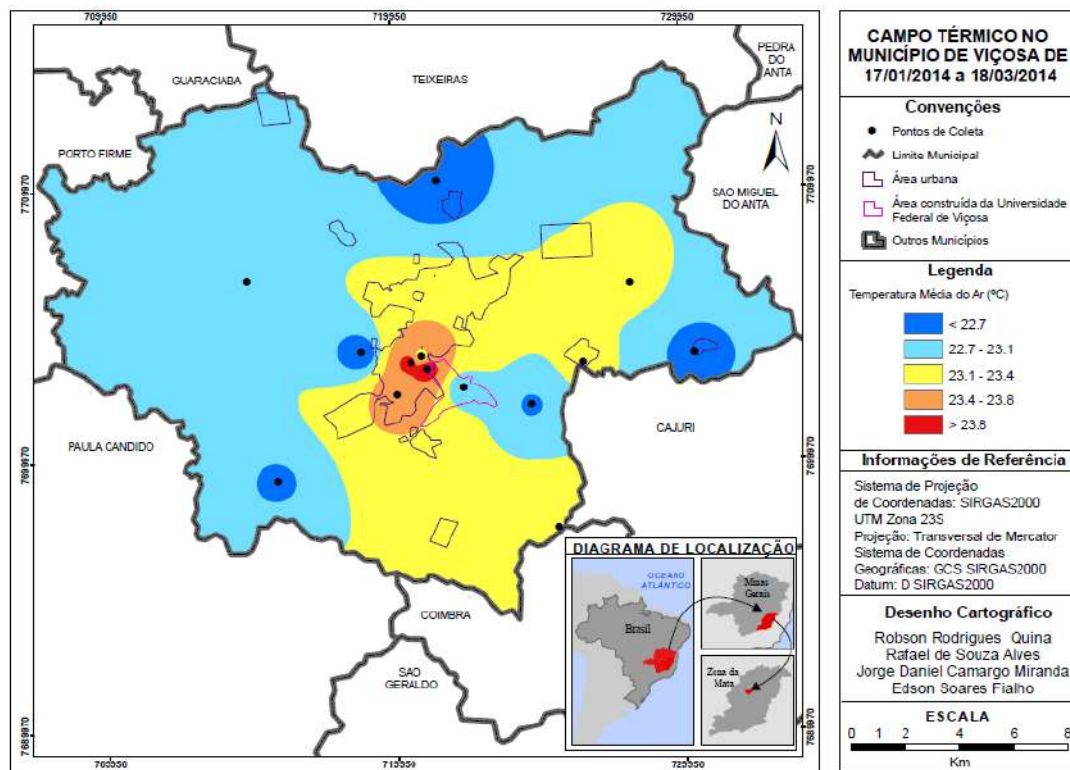 709950
719950
729950
PEDRA
DO
ANTA
GUARACIABA
TEIXEIRAS
N
PORTO FIRME
7709970
7709970
SAO MIGUEL
DO ANTA
PAULA CANDIDO
CAJURI
7699970
7699970
COIMBRA
SAO
GERALDO
7689970
7689970
DIAGRAMA DE LOCALIZAÇÃO
OCEANO
ATLÂNTICO
Brasil
Minas
Gerais
Zona da
Mata
CAMPO TÉRMICO NO
MUNICÍPIO DE VIÇOSA DE
17/01/2014 a 18/03/2014
Convenções
Pontos de Coleta
Limite Municipal
Área urbana
Área construída da Universidade
Federal de Viçosa
Outros Municípios
Legenda
Temperatura Média do Ar (ºC)
< 22.7
22.7 - 23.1
23.1 - 23.4
23.4 - 23.8
> 23.8
Informações de Referência
Sistema de Projeção
de Coordenadas: SIRGAS2000
UTM Zona 23S
Projeção: Transversal de Mercator
Sistema de Coordenadas
Geográficas: GCS SIRGAS2000
Datum: D SIRGAS2000
Desenho Cartográfico
Robson Rodrigues Quina
Rafael de Souza Alves
Jorge Daniel Camargo Miranda
Edson Soares Fialho
ESCALA
0 1 2 4 6 8
Km